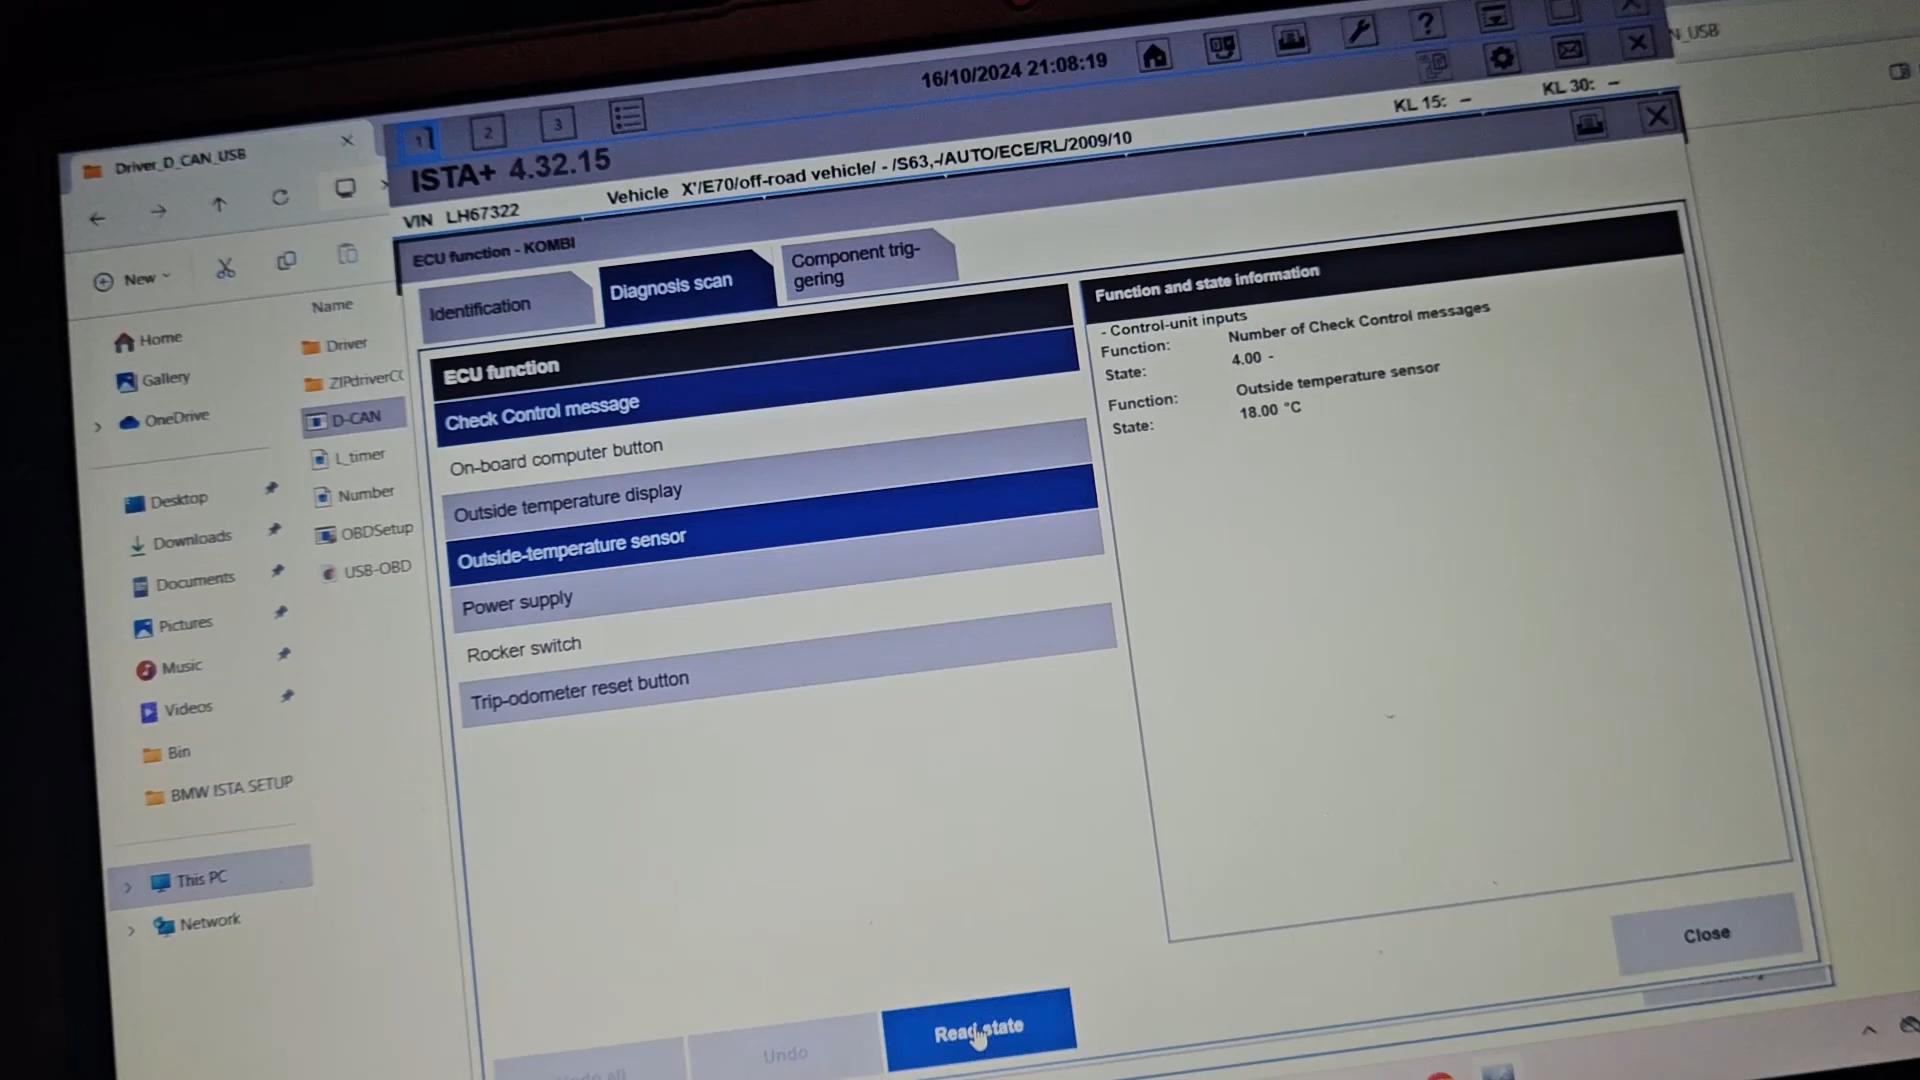 Driver_D_CAN_USB
New
Home
Gallery
OneDrive
Desktop
Downloads
Documents
Pictures
Music
Videos
Bin
BMW ISTA SETUP
This PC
Network
Name
Driver
D-CAN
L_timer
Number
OBDSetup
USB-OBD
1 2 3
16/10/2024 21:08:19
ISTA+ 4.32.15
VIN LH67322
Vehicle X'/E70/off-road vehicle/ - /S63,-/AUTO/ECE/RL/2009/10
KL 15: –
KL 30: –
ECU function - KOMBI
Identification
Diagnosis scan
Component trig-
gering
ECU function
Check Control message
On-board computer button
Outside temperature display
Outside-temperature sensor
Power supply
Rocker switch
Trip-odometer reset button
Function and state information
- Control-unit inputs
Function: Number of Check Control messages
State: 4.00 -
Function: Outside temperature sensor
State: 18.00 °C
Close
Undo
Read state